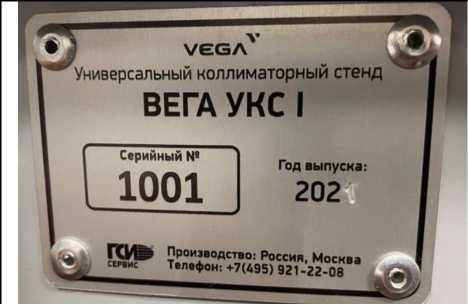 VEGA
Универсальный коллиматорный стенд
ВЕГА УКС I
Серийный №
1001
Год выпуска:
2021
ГСИ
СЕРВИС
Производство: Россия, Москва
Телефон: +7(495) 921-22-08